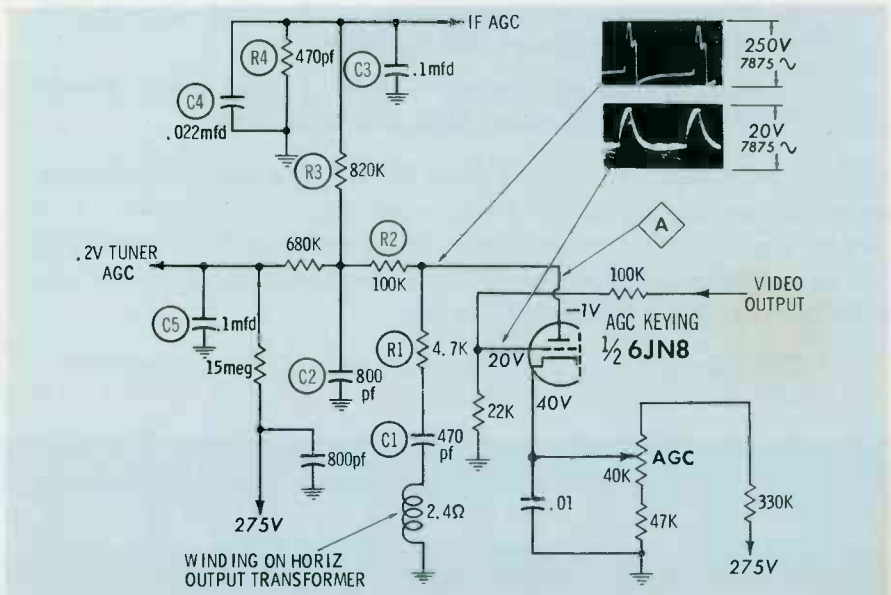 IF AGC
R4
470pf
C3
.1mfd
C4
.022mfd
250V
7875 ~
20V
7875 ~
R3
820K
A
.2V TUNER
AGC
680K
R2
100K
100K
VIDEO
OUTPUT
-1V
AGC KEYING
½ 6JN8
C5
.1mfd
R1
4.7K
20V
15meg
C2
800
pf
22K
40V
C1
470
pf
AGC
40K
800pf
.01
330K
2.4Ω
47K
275V
275V
WINDING ON HORIZ
OUTPUT TRANSFORMER